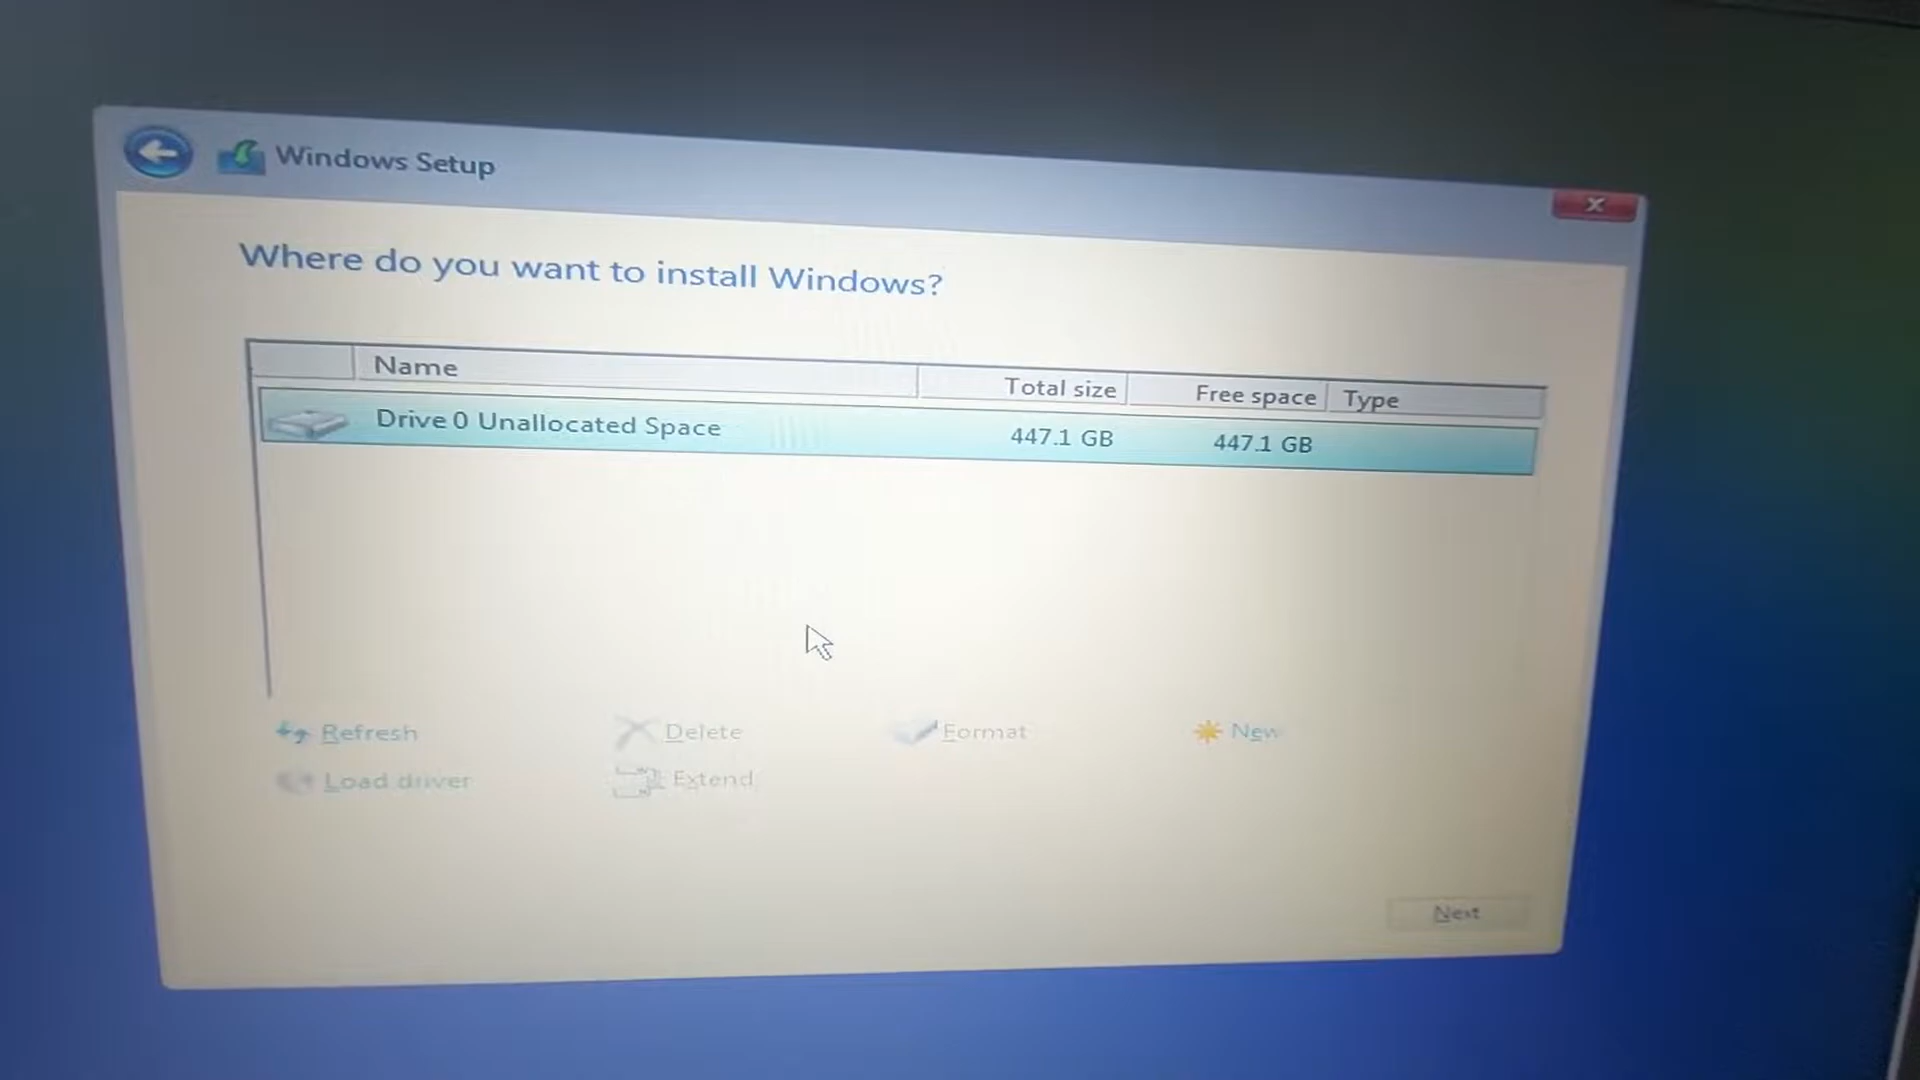 Windows Setup
Where do you want to install Windows?
Name Total size Free space Type
Drive 0 Unallocated Space 447.1 GB 447.1 GB
Refresh Delete Format New
Load driver Extend
Next